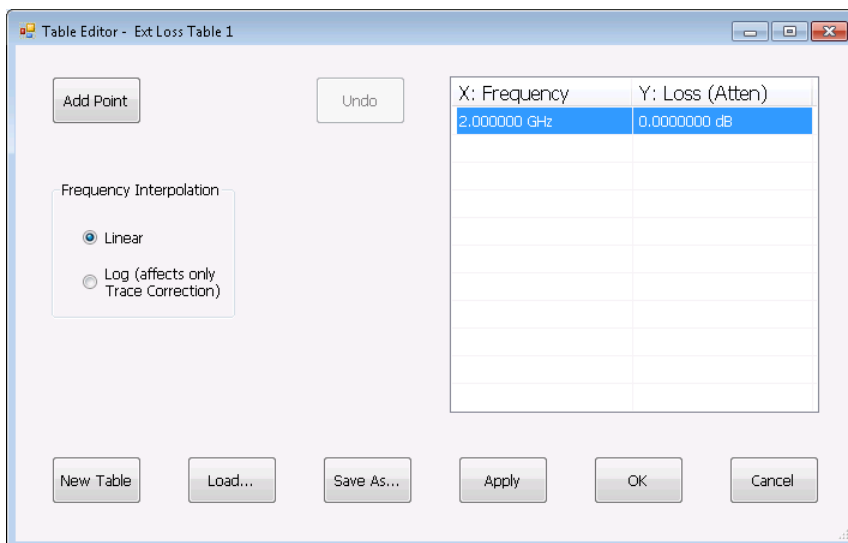 Table Editor -  Ext Loss Table 1
Add Point
Undo
X: Frequency
Y: Loss (Atten)
2.000000 GHz
0.0000000 dB
Frequency Interpolation
Linear
Log (affects only
Trace Correction)
New Table
Load...
Save As...
Apply
OK
Cancel